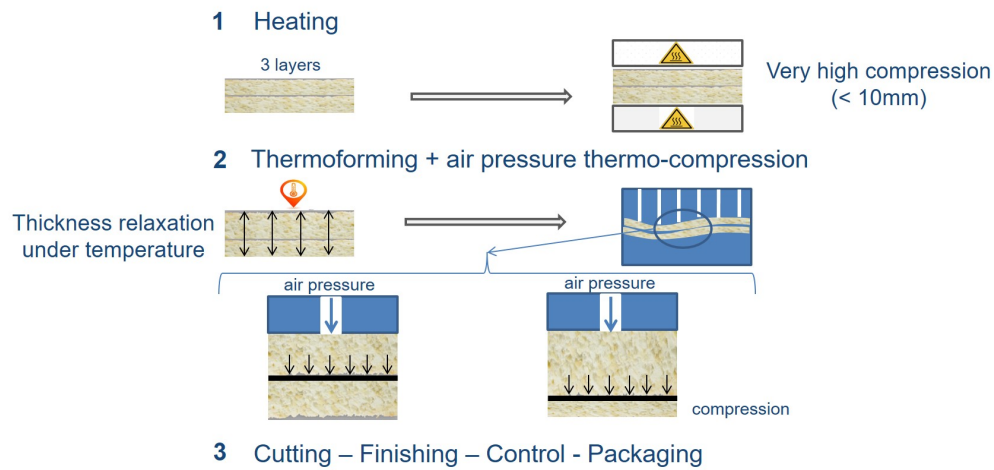 1 Heating
3 layers
Very high compression
(< 10mm)
2 Thermoforming + air pressure thermo-compression
Thickness relaxation
under temperature
air pressure
air pressure
compression
3 Cutting – Finishing – Control - Packaging